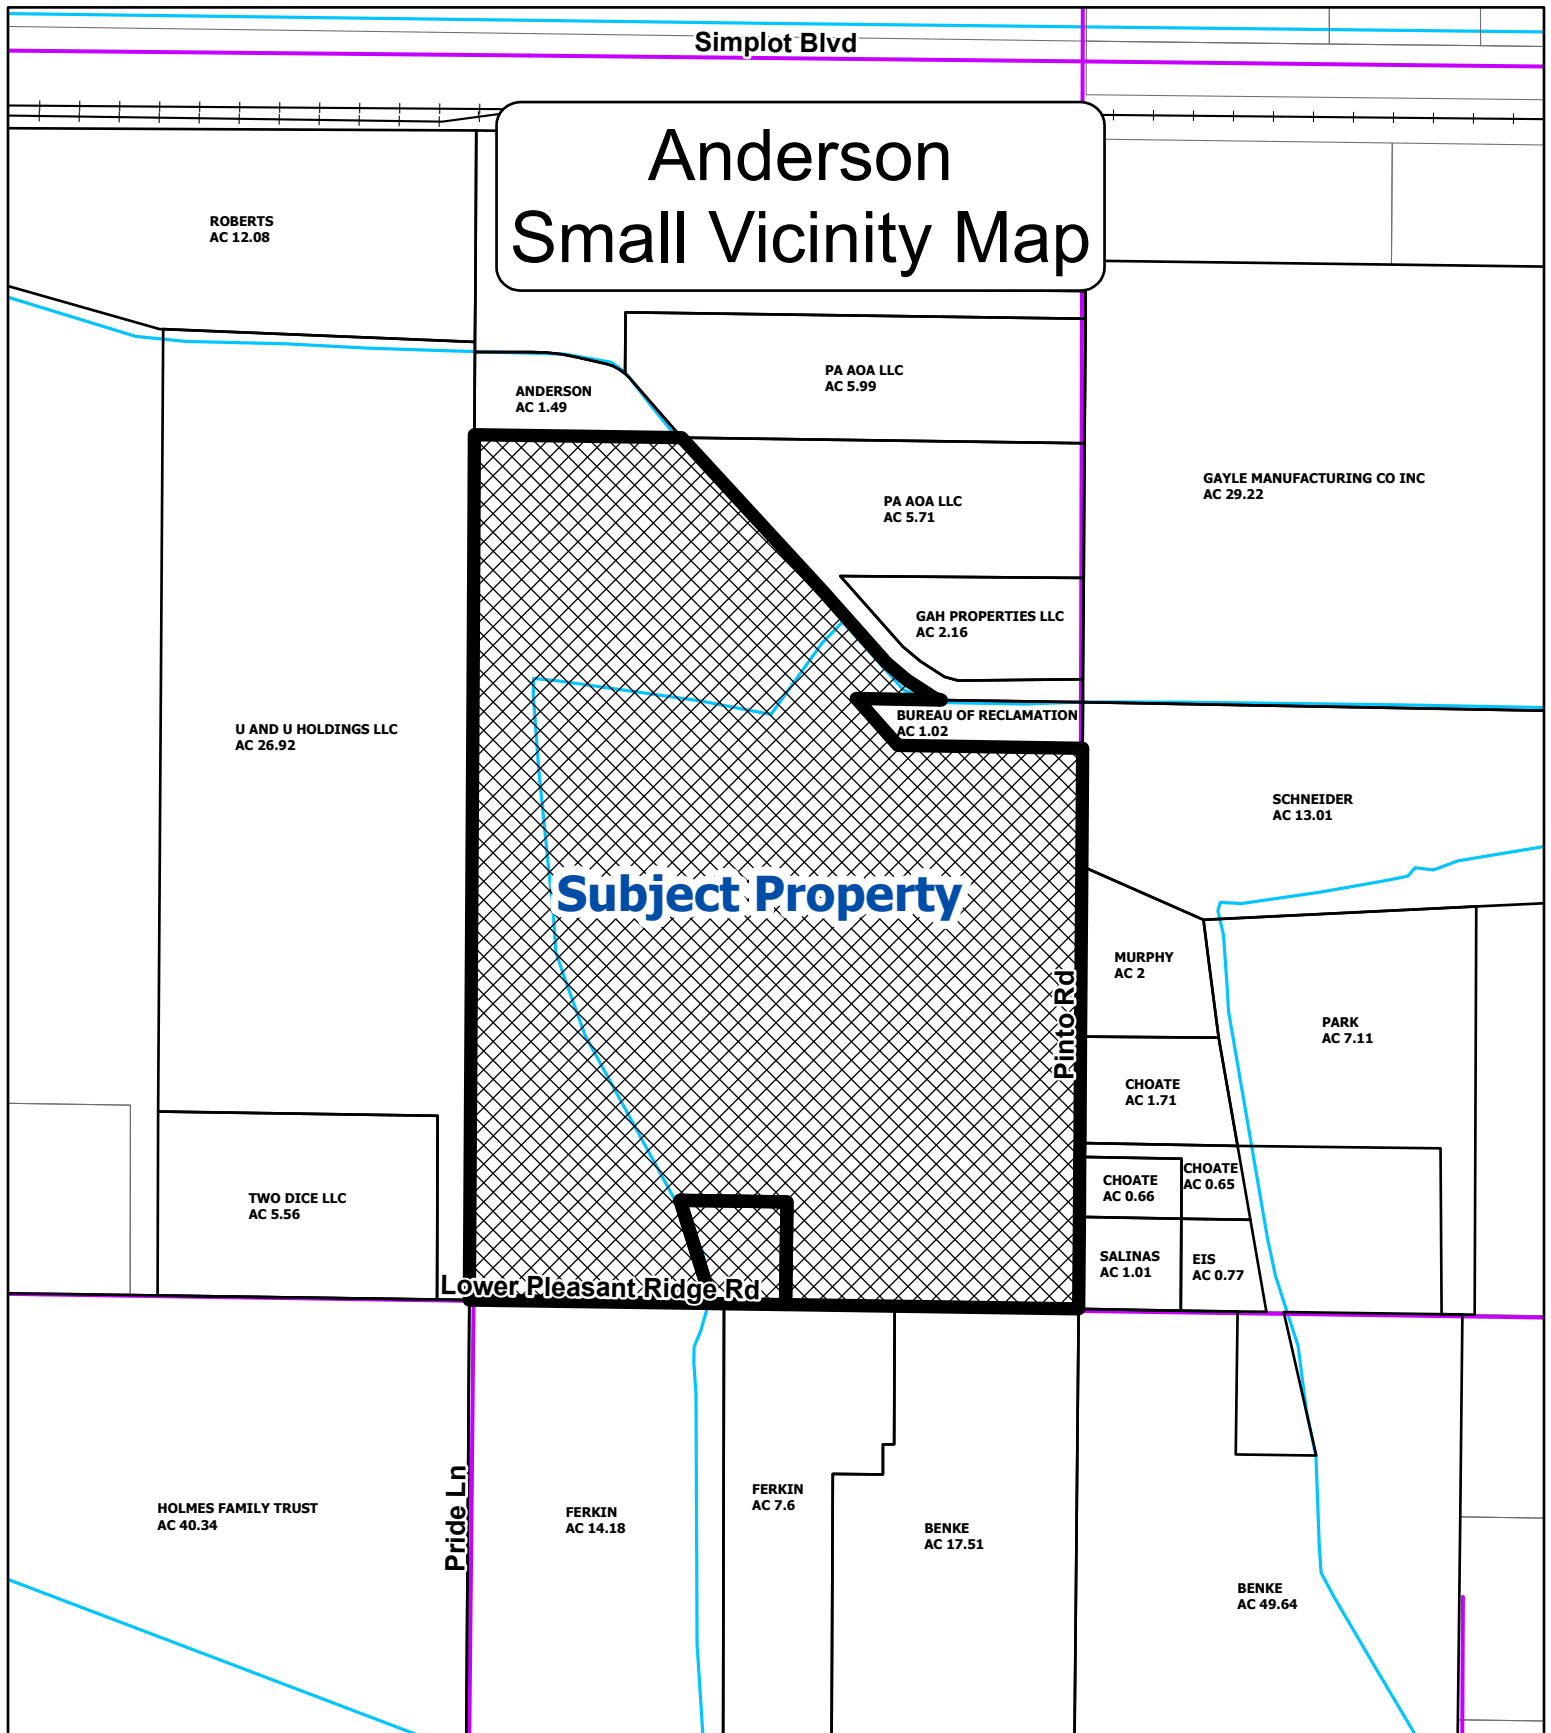 Simplot Blvd
Anderson
Small Vicinity Map
ROBERTS
AC 12.08
PA AOA LLC
AC 5.99
ANDERSON
AC 1.49
GAYLE MANUFACTURING CO INC
AC 29.22
PA AOA LLC
AC 5.71
GAH PROPERTIES LLC
AC 2.16
BUREAU OF RECLAMATION
AC 1.02
U AND U HOLDINGS LLC
AC 26.92
SCHNEIDER
AC 13.01
Subject Property
MURPHY
AC 2
Pinto Rd
PARK
AC 7.11
CHOATE
AC 1.71
CHOATE
AC 0.65
CHOATE
AC 0.66
TWO DICE LLC
AC 5.56
SALINAS
AC 1.01
EIS
AC 0.77
Lower Pleasant Ridge Rd
Pride Ln
HOLMES FAMILY TRUST
AC 40.34
FERKIN
AC 14.18
FERKIN
AC 7.6
BENKE
AC 17.51
BENKE
AC 49.64